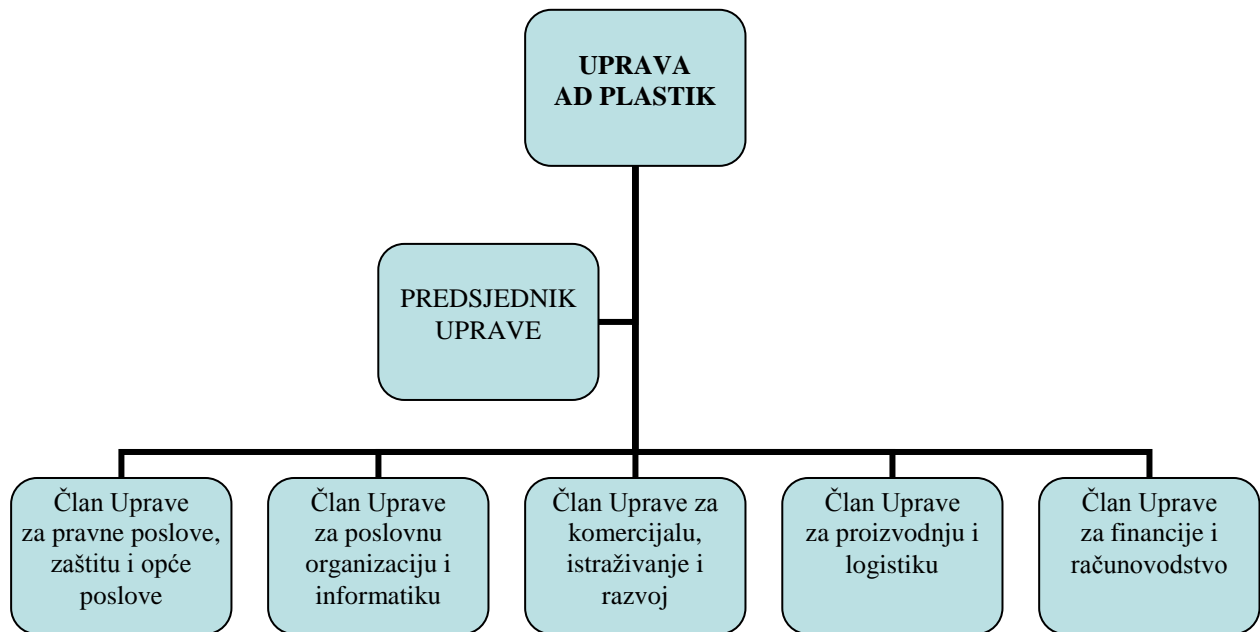 UPRAVA
AD PLASTIK
PREDSJEDNIK
UPRAVE
Član Uprave
za pravne poslove,
zaštitu i opće
poslove
Član Uprave
za poslovnu
organizaciju i
informatiku
Član Uprave za
komercijalu,
istraživanje i
razvoj
Član Uprave
za proizvodnju i
logistiku
Član Uprave
za financije i
računovodstvo